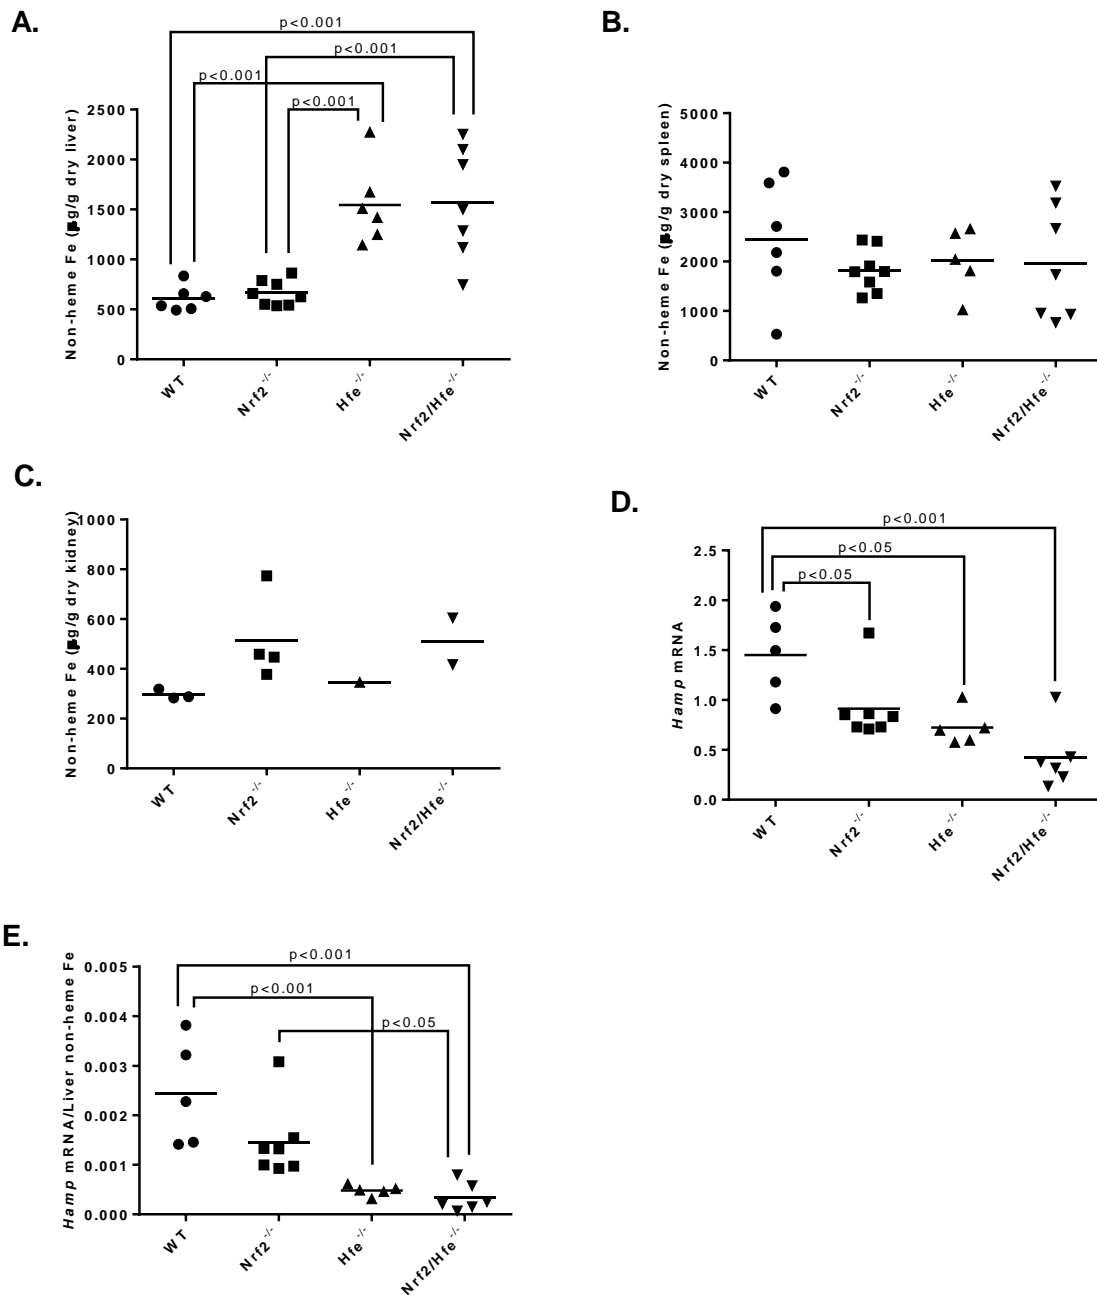 A.
p<0.001
p<0.001
p<0.001
p<0.001
Non-heme Fe (µg/g dry liver)
2500
2000
1500
1000
500
0
WT
Nrf2-/-
Hfe-/-
Nrf2/Hfe-/-
B.
Non-heme Fe (µg/g dry spleen)
5000
4000
3000
2000
1000
0
WT
Nrf2-/-
Hfe-/-
Nrf2/Hfe-/-
C.
Non-heme Fe (µg/g dry kidney)
1000
800
600
400
200
0
WT
Nrf2-/-
Hfe-/-
Nrf2/Hfe-/-
D.
p<0.001
p<0.05
p<0.05
Hamp mRNA
2.5
2.0
1.5
1.0
0.5
0.0
WT
Nrf2-/-
Hfe-/-
Nrf2/Hfe-/-
E.
p<0.001
p<0.001
p<0.05
Hamp mRNA/Liver non-heme Fe
0.005
0.004
0.003
0.002
0.001
0.000
WT
Nrf2-/-
Hfe-/-
Nrf2/Hfe-/-